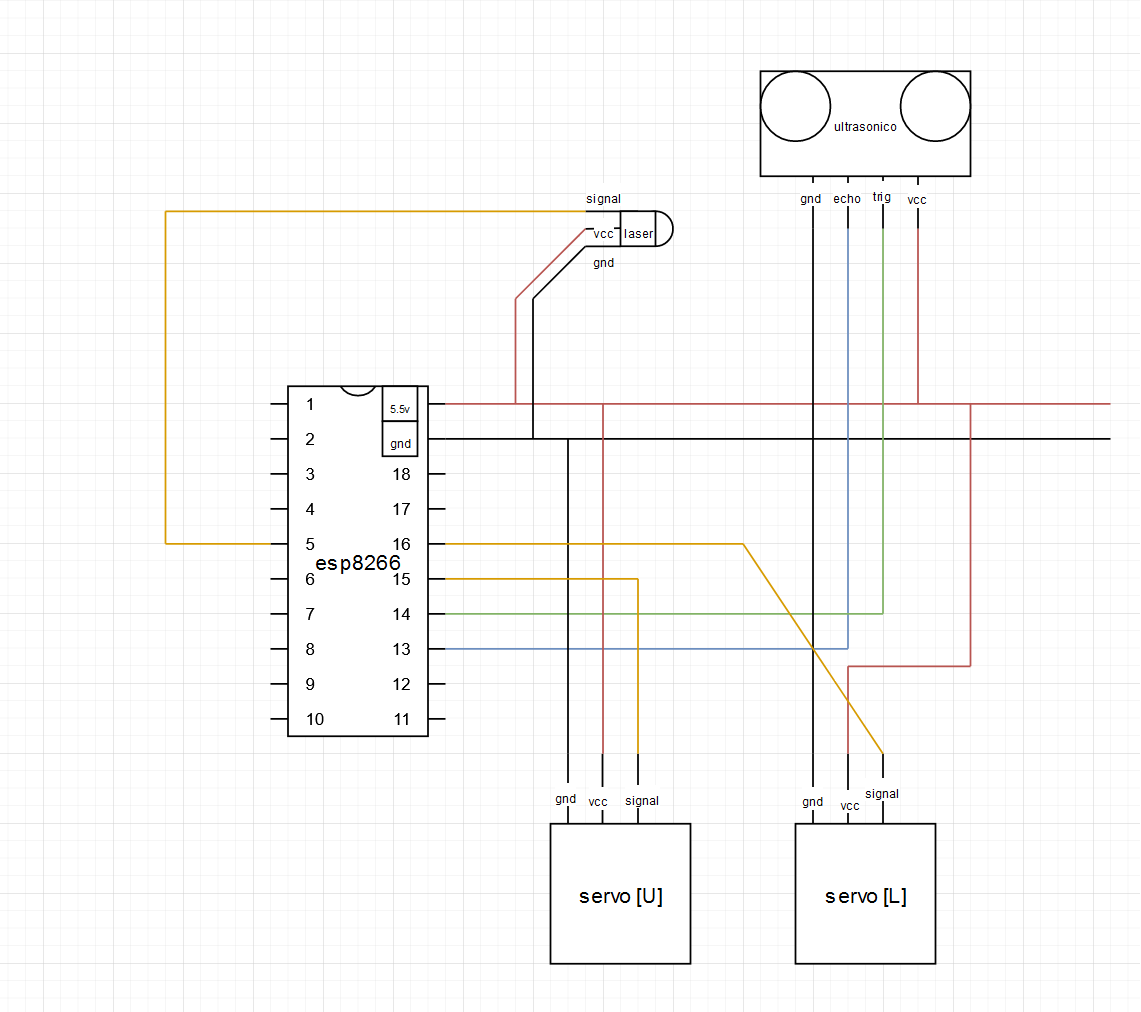 ultrasonico
gnd echo trig vcc
signal
vcc laser
gnd
1 5.5v
2 gnd
3 18
4 17
5 16
esp8266
6 15
7 14
8 13
9 12
10 11
gnd vcc signal
gnd vcc signal
servo [U]
servo [L]